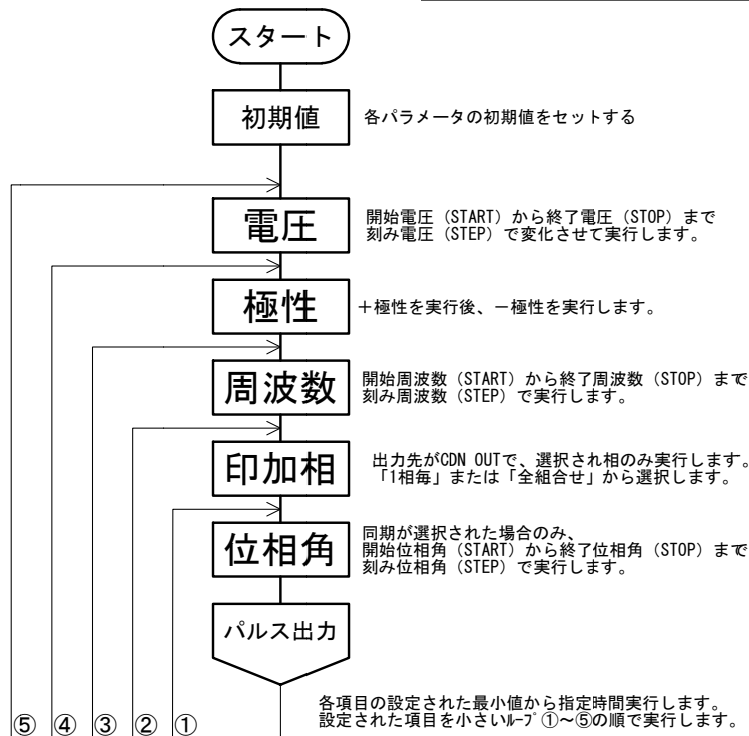 スタート
初期値
各パラメータの初期値をセットする
電圧
開始電圧（START）から終了電圧（STOP）まで
刻み電圧（STEP）で変化させて実行します。
極性
＋極性を実行後、－極性を実行します。
周波数
開始周波数（START）から終了周波数（STOP）まで
刻み周波数（STEP）で実行します。
印加相
出力先がCDN OUTで、選択され相のみ実行します。
「1相毎」または「全組合せ」から選択します。
位相角
同期が選択された場合のみ、
開始位相角（START）から終了位相角（STOP）まで
刻み位相角（STEP）で実行します。
パルス出力
各項目の設定された最小値から指定時間実行します。
設定された項目を小さいﾙｰﾌﾟ①～⑤の順で実行します。
⑤ ④ ③ ② ①